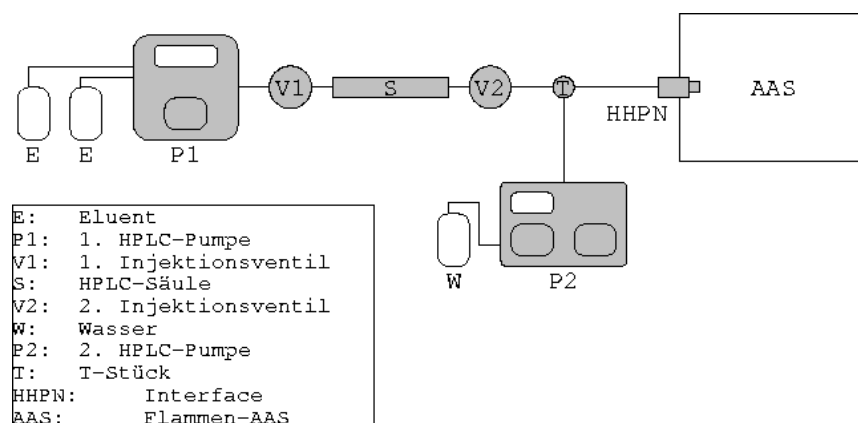 V1 S V2 T AAS
HHPN
E E P1
W P2
E: Eluent
P1: 1. HPLC-Pumpe
V1: 1. Injektionsventil
S: HPLC-Säule
V2: 2. Injektionsventil
W: Wasser
P2: 2. HPLC-Pumpe
T: T-Stück
HHPN: Interface
AAS: Flammen-AAS